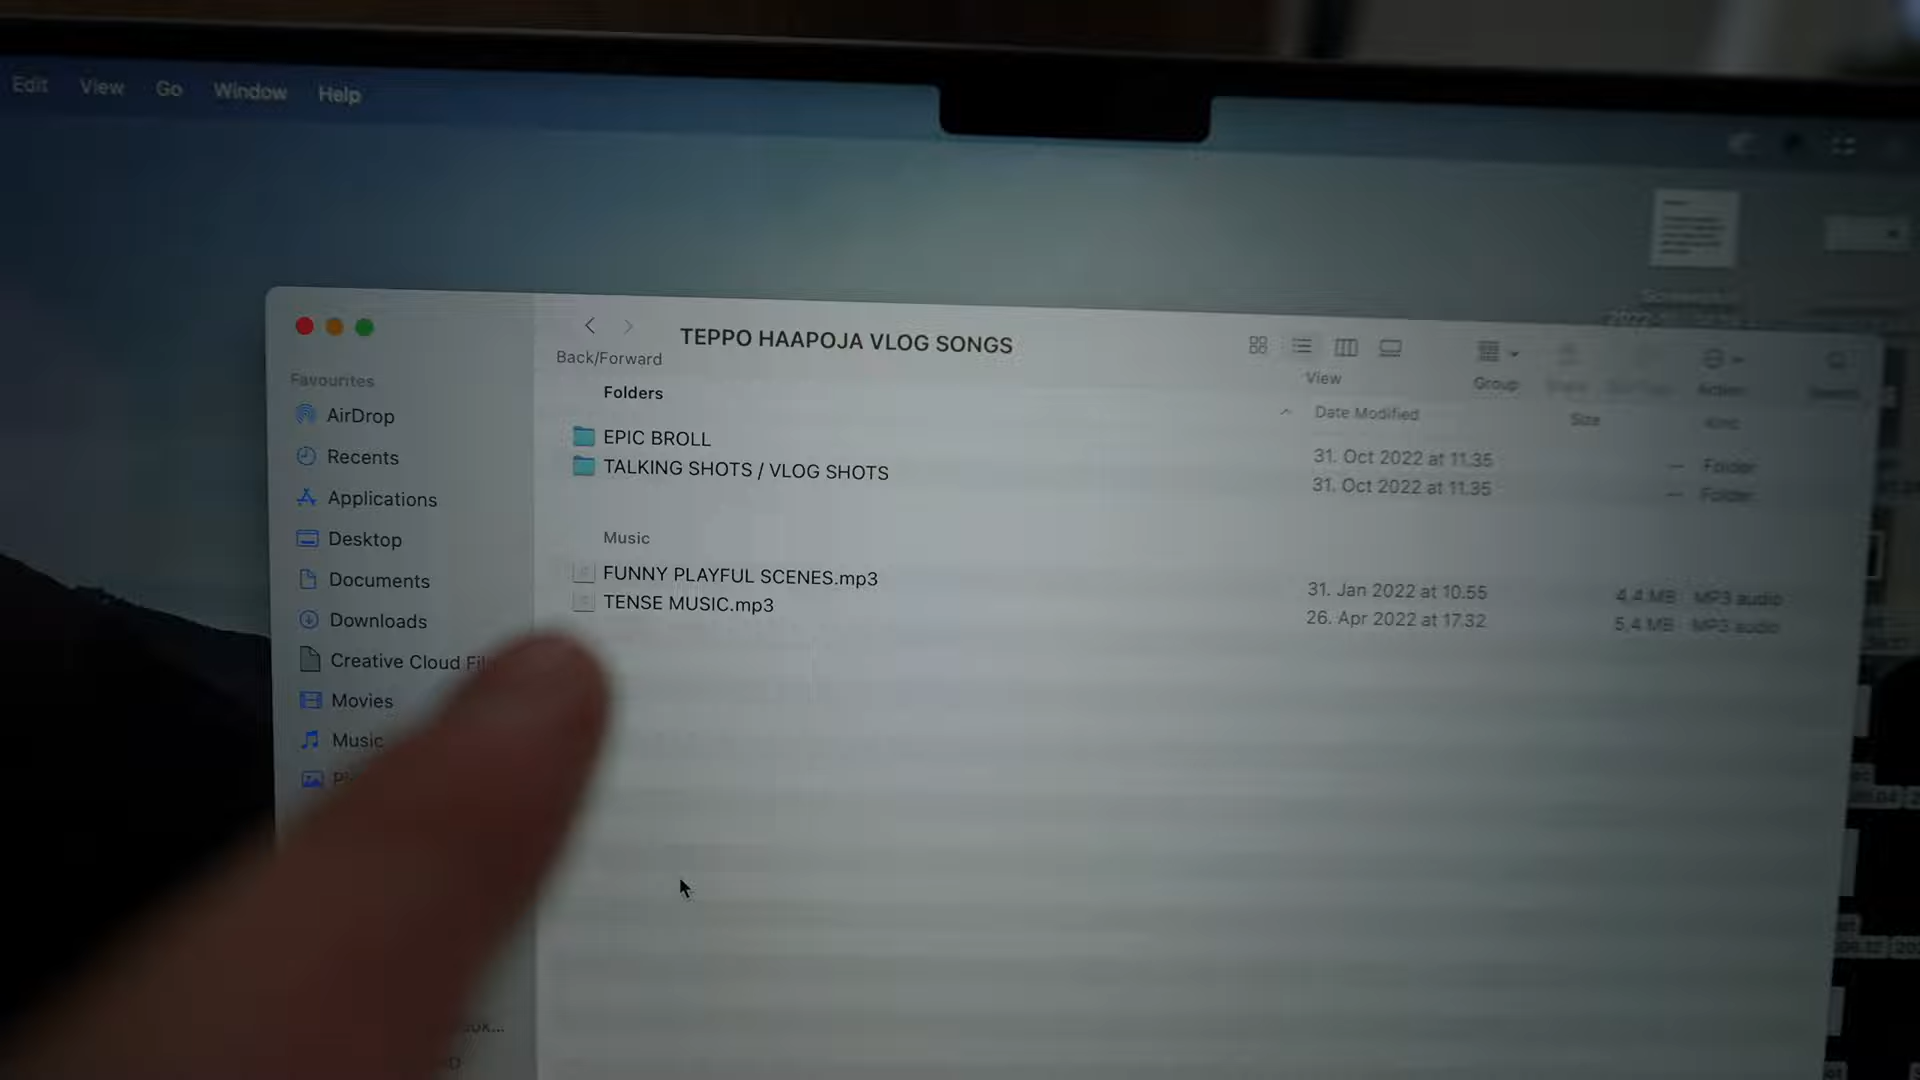 Edit View Go Window Help
TEPPO HAAPOJA VLOG SONGS
Back/Forward
View
Group
Favourites
AirDrop
Recents
Applications
Desktop
Documents
Downloads
Creative Cloud
Movies
Music
Folders
Date Modified
Size
Kind
EPIC BROLL
31. Oct 2022 at 11.35
-- Folder
TALKING SHOTS / VLOG SHOTS
31. Oct 2022 at 11.35
-- Folder
Music
FUNNY PLAYFUL SCENES.mp3
31. Jan 2022 at 10.55
4,4 MB
MP3 audio
TENSE MUSIC.mp3
26. Apr 2022 at 17.32
5,4 MB
MP3 audio